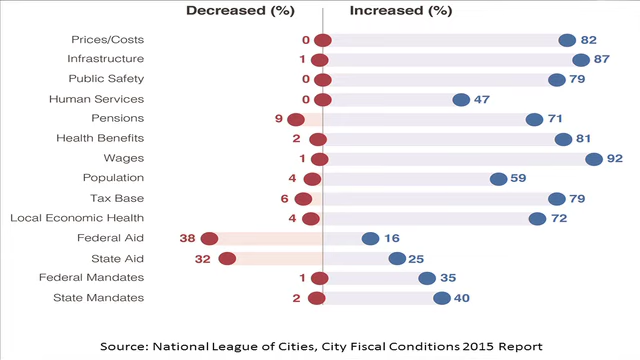 Decreased (%) Increased (%)
Prices/Costs 0 82
Infrastructure 1 87
Public Safety 0 79
Human Services 0 47
Pensions 9 71
Health Benefits 2 81
Wages 1 92
Population 4 59
Tax Base 6 79
Local Economic Health 4 72
Federal Aid 38 16
State Aid 32 25
Federal Mandates 1 35
State Mandates 2 40
Source: National League of Cities, City Fiscal Conditions 2015 Report